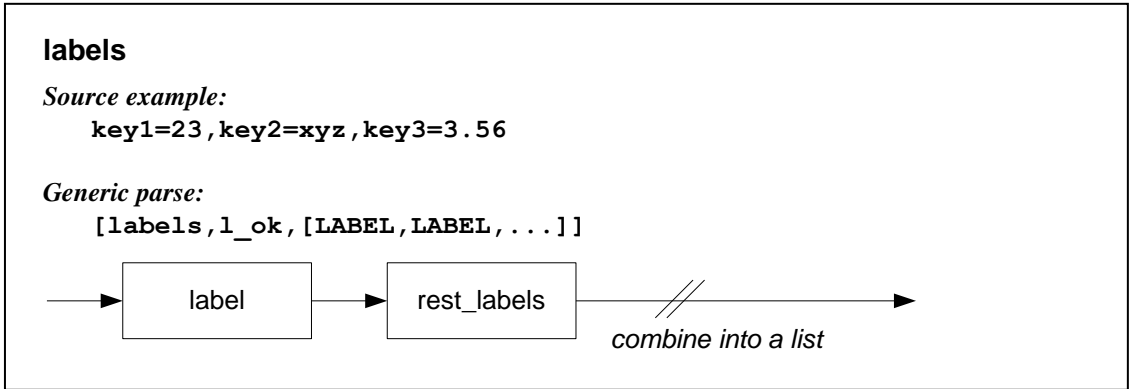 labels
Source example:
key1=23,key2=xyz,key3=3.56
Generic parse:
[labels,l_ok,[LABEL,LABEL,...]]
label
rest_labels
combine into a list